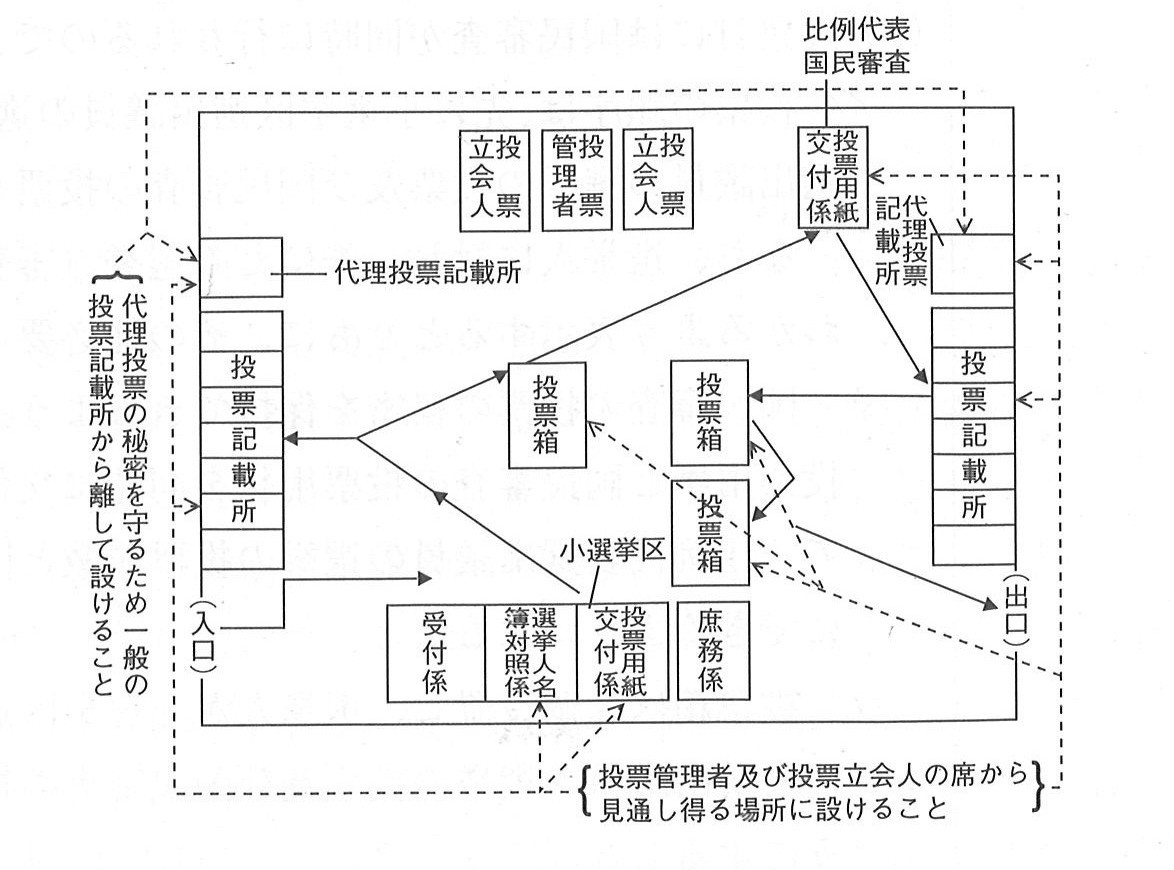 比例代表
国民審査
投票
立会人
投票
管理者
投票
立会人
投票用紙
交付係
代理投票
記載所
代理投票記載所
代理投票の秘密を守るため一般の
投票記載所から離して設けること
投票記載所
投票箱
投票箱
投票箱
投票記載所
小選挙区
(入口)
(出口)
受付係
選挙人名
簿対照係
投票用紙
交付係
庶務係
投票管理者及び投票立会人の席から
見通し得る場所に設けること